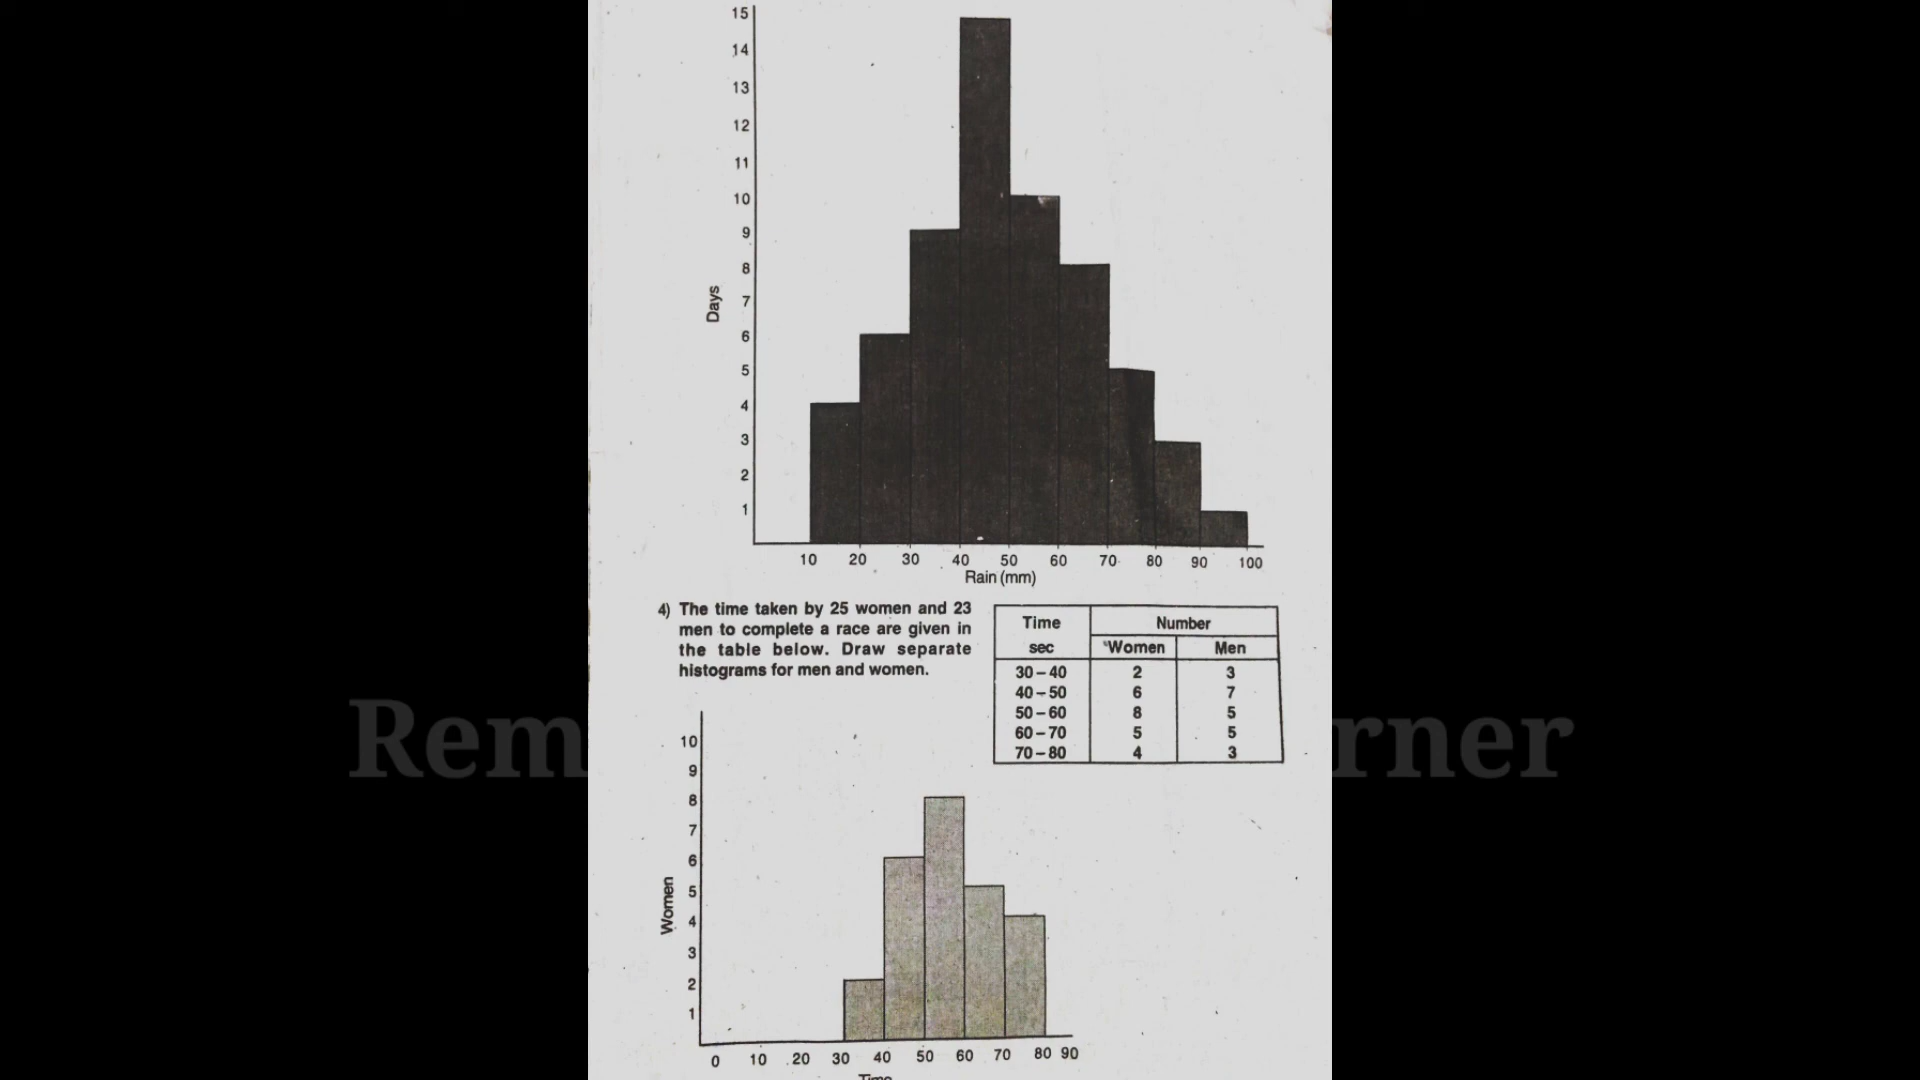 15
14
13
12
11
10
9
8
7
6
5
4
3
2
1
Days
10 20 30 40 50 60 70 80 90 100
Rain (mm)
4) The time taken by 25 women and 23
men to complete a race are given in
the table below. Draw separate
histograms for men and women.
Time Number
sec Women Men
30 – 40 2 3
40 – 50 6 7
50 – 60 8 5
60 – 70 5 5
70 – 80 4 3
Rem rner
10
9
8
7
6
5
4
3
2
1
Women
0 10 20 30 40 50 60 70 80 90
Time